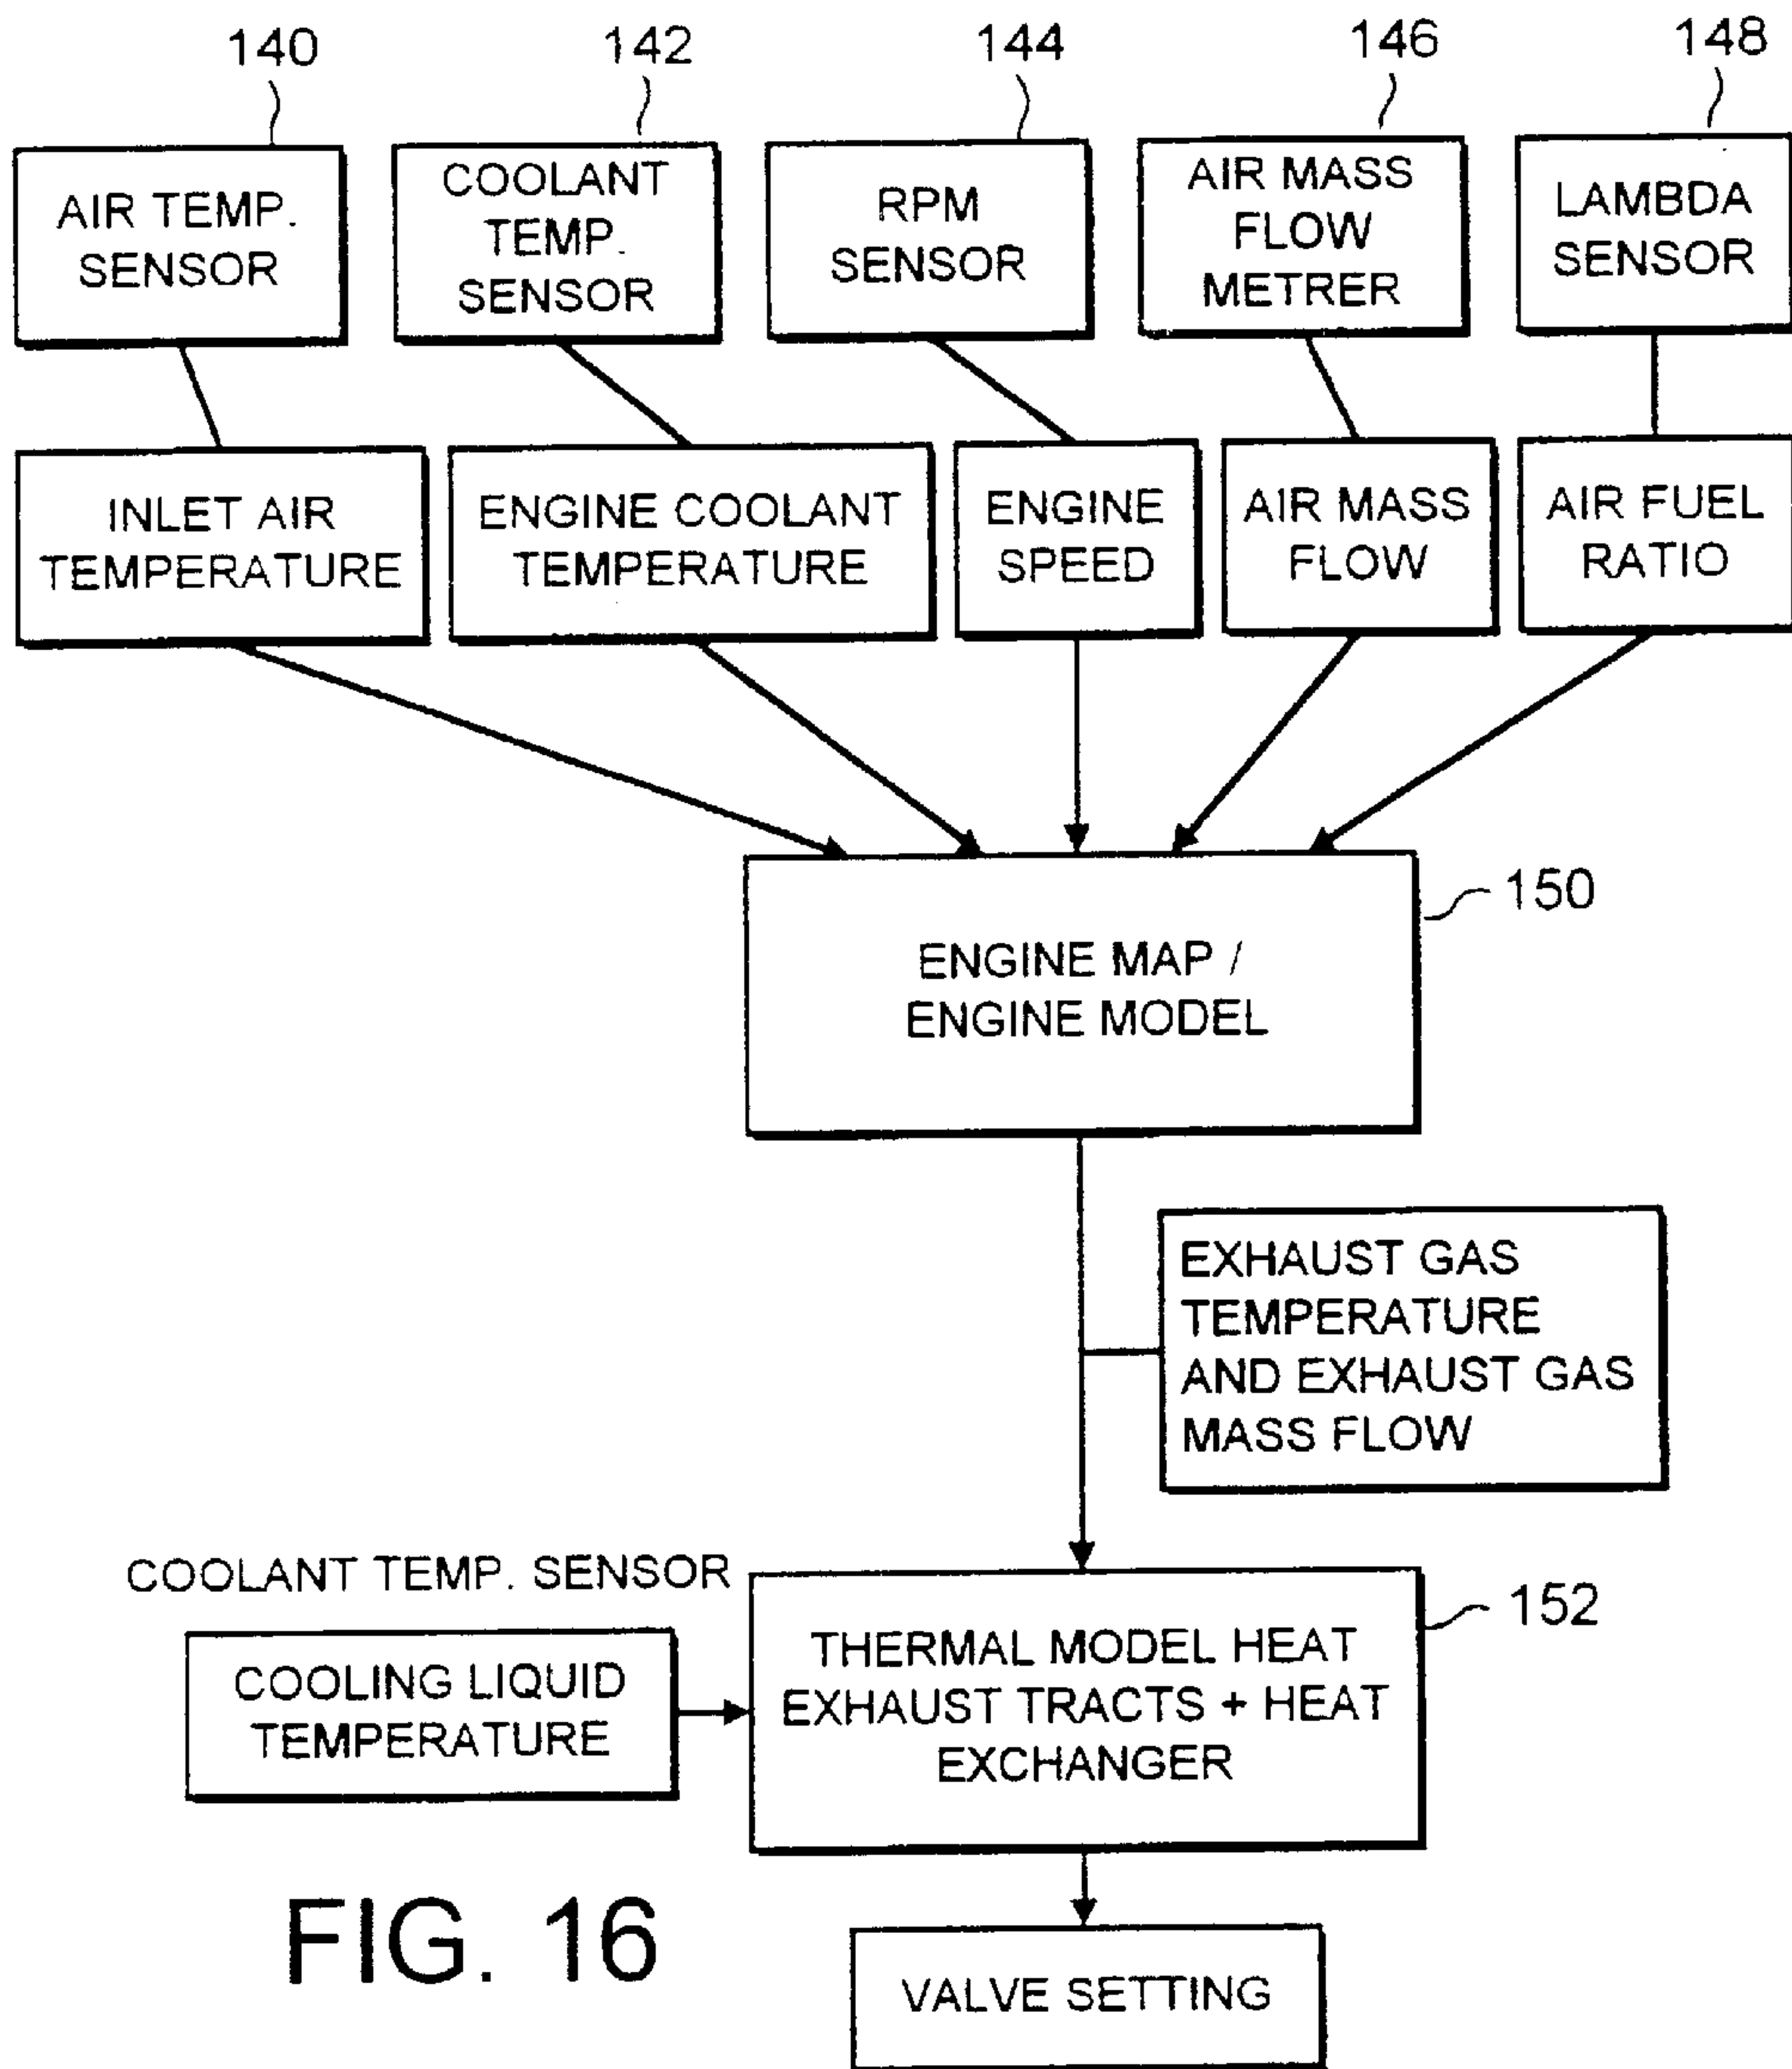 140
142
144
146
148
AIR TEMP.
SENSOR
COOLANT
TEMP.
SENSOR
RPM
SENSOR
AIR MASS
FLOW
METRER
LAMBDA
SENSOR
INLET AIR
TEMPERATURE
ENGINE COOLANT
TEMPERATURE
ENGINE
SPEED
AIR MASS
FLOW
AIR FUEL
RATIO
150
ENGINE MAP /
ENGINE MODEL
EXHAUST GAS
TEMPERATURE
AND EXHAUST GAS
MASS FLOW
COOLANT TEMP. SENSOR
152
COOLING LIQUID
TEMPERATURE
THERMAL MODEL HEAT
EXHAUST TRACTS + HEAT
EXCHANGER
FIG. 16
VALVE SETTING